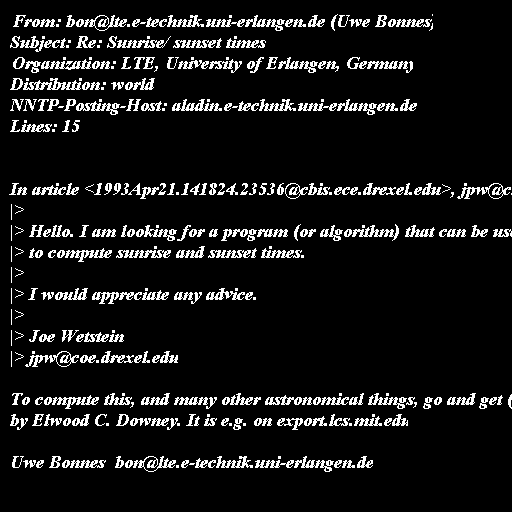 From: bon@lte.e-technik.uni-erlangen.de (Uwe Bonnes)
Subject: Re: Sunrise/ sunset times
Organization: LTE, University of Erlangen, Germany
Distribution: world
NNTP-Posting-Host: aladin.e-technik.uni-erlangen.de
Lines: 15
In article <1993Apr21.141824.23536@cbis.ece.drexel.edu>, jpw@c
|>
|> Hello. I am looking for a program (or algorithm) that can be us
|> to compute sunrise and sunset times.
|>
|> I would appreciate any advice.
|>
|> Joe Wetstein
|> jpw@coe.drexel.edu
To compute this, and many other astronomical things, go and get (
by Elwood C. Downey. It is e.g. on export.lcs.mit.edu
Uwe Bonnes bon@lte.e-technik.uni-erlangen.de